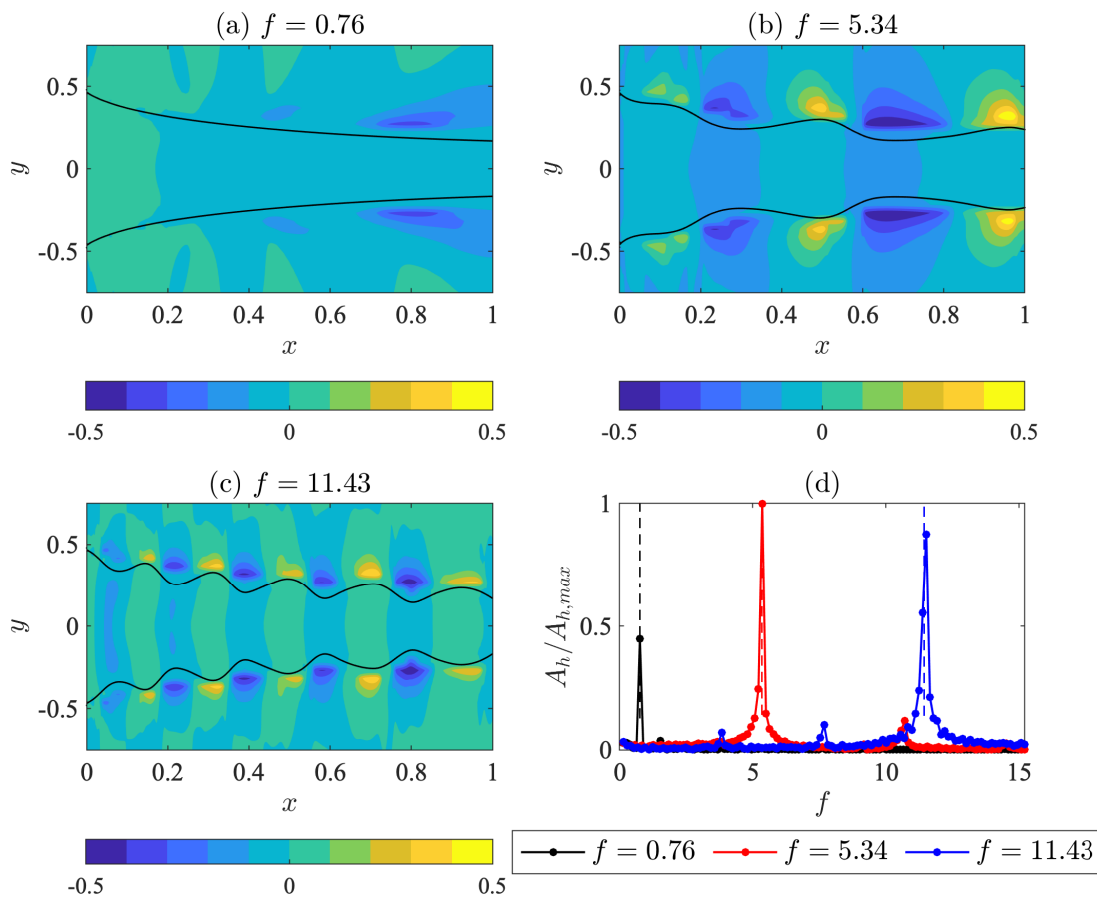 (a) f = 0.76
0.5
0
-0.5
y
0 0.2 0.4 0.6 0.8 1
x
-0.5 0 0.5
(b) f = 5.34
0.5
0
-0.5
y
0 0.2 0.4 0.6 0.8 1
x
-0.5 0 0.5
(c) f = 11.43
0.5
0
-0.5
y
0 0.2 0.4 0.6 0.8 1
x
-0.5 0 0.5
(d)
1
0.5
0
A_h/A_{h,max}
0 5 10 15
f
f = 0.76 f = 5.34 f = 11.43